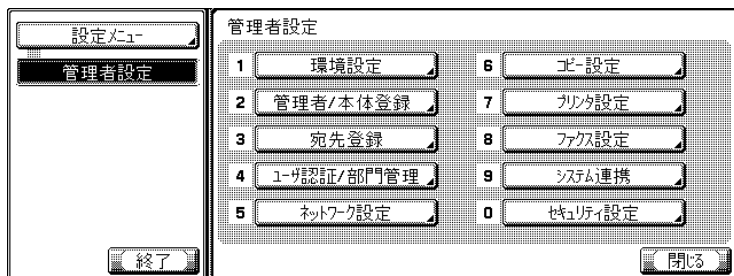 設定ﾒﾆｭｰ
管理者設定
終了
管理者設定
1 環境設定
2 管理者/本体登録
3 宛先登録
4 ﾕｰｻﾞ認証/部門管理
5 ﾈｯﾄﾜｰｸ設定
6 ｺﾋﾟｰ設定
7 ﾌﾟﾘﾝﾀ設定
8 ﾌｧｸｽ設定
9 ｼｽﾃﾑ連携
0 ｾｷｭﾘﾃｨ設定
閉じる